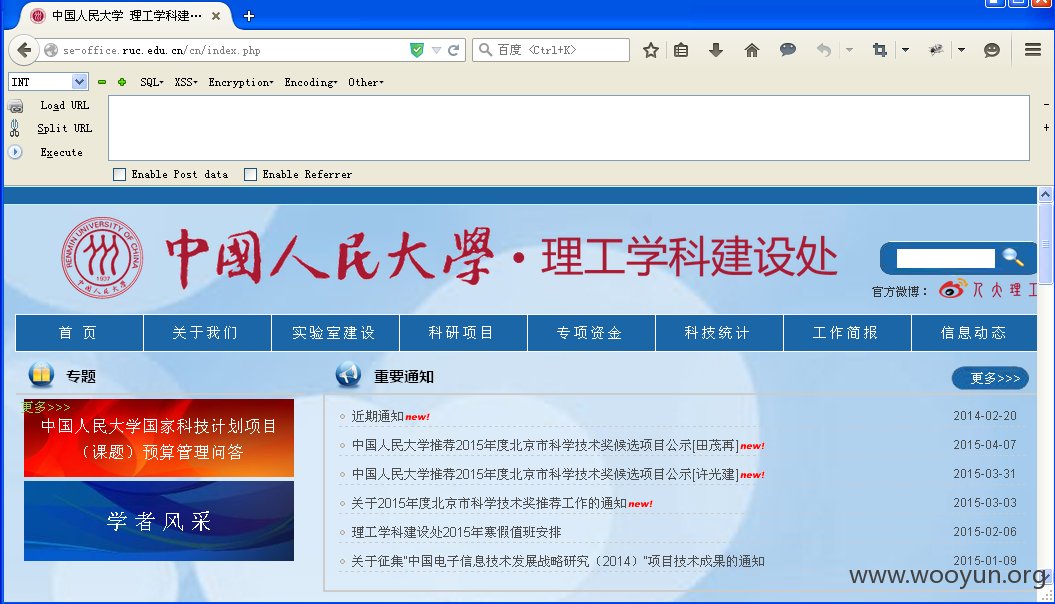 中国人民大学 理工学科建…
se-office.ruc.edu.cn/cn/index.php
百度 <Ctrl+K>
INT
SQL
XSS
Encryption
Encoding
Other
Load URL
Split URL
Execute
Enable Post data
Enable Referrer
RENMIN UNIVERSITY OF CHINA
1937
中國人民大學·理工学科建设处
官方微博：
人大理工
首 页
关于我们
实验室建设
科研项目
专项资金
科技统计
工作简报
信息动态
专题
更多>>>
中国人民大学国家科技计划项目
（课题）预算管理问答
学者风采
重要通知
更多>>>
近期通知new! 2014-02-20
中国人民大学推荐2015年度北京市科学技术奖候选项目公示[田茂再]new! 2015-04-07
中国人民大学推荐2015年度北京市科学技术奖候选项目公示[许光建]new! 2015-03-31
关于2015年度北京市科学技术奖推荐工作的通知new! 2015-03-03
理工学科建设处2015年寒假值班安排 2015-02-06
关于征集"中国电子信息技术发展战略研究（2014）"项目技术成果的通知 2015-01-09
www.wooyun.org